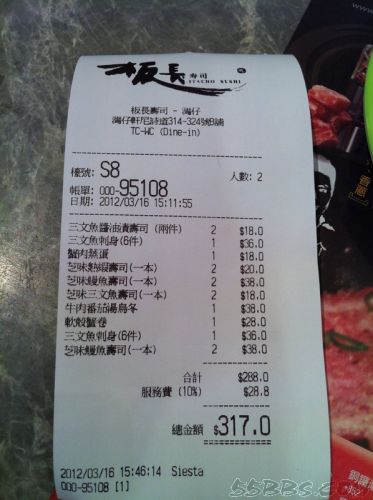 板長 壽司
ITACHO SUSHI
板長壽司 - 灣仔
灣仔軒尼詩道314-324號
TC-WC (Dine-in)
檯號: S8
人數: 2
帳單: 000-95108
日期: 2012/03/16 15:11:55
三文魚醬油漬壽司 (兩件) 2 $18.0
三文魚刺身(6件) 1 $36.0
蟹肉蒸蛋 1 $18.0
芝味熟蝦壽司(一本) 2 $20.0
芝味鰻魚壽司(一本) 2 $38.0
芝味三文魚壽司(一本) 2 $18.0
牛肉番茄湯烏冬 1 $38.0
軟殼蟹卷 1 $28.0
三文魚刺身(6件) 1 $36.0
芝味鰻魚壽司(一本) 2 $38.0
合計 $288.0
服務費 (10%) $28.8
總金額 $317.0
2012/03/16 15:46:14 Siesta
000-95108 [1]
55BBS